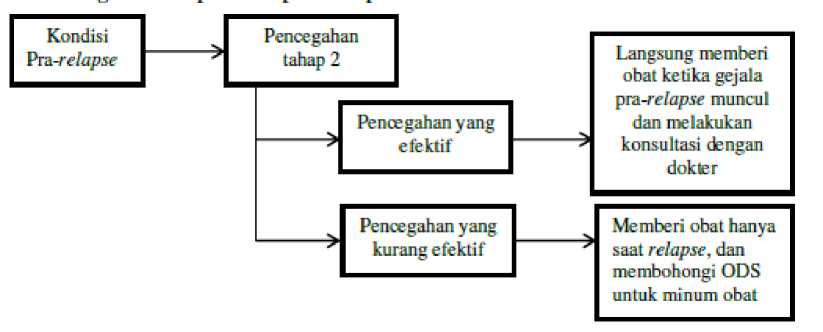 Kondisi
Pra-relapse
Pencegahan
tahap 2
Pencegahan yang
efektif
Langsung memberi
obat ketika gejala
pra-relapse muncul
dan melakukan
konsultasi dengan
dokter
Pencegahan yang
kurang efektif
Memberi obat hanya
saat relapse, dan
membohongi ODS
untuk minum obat